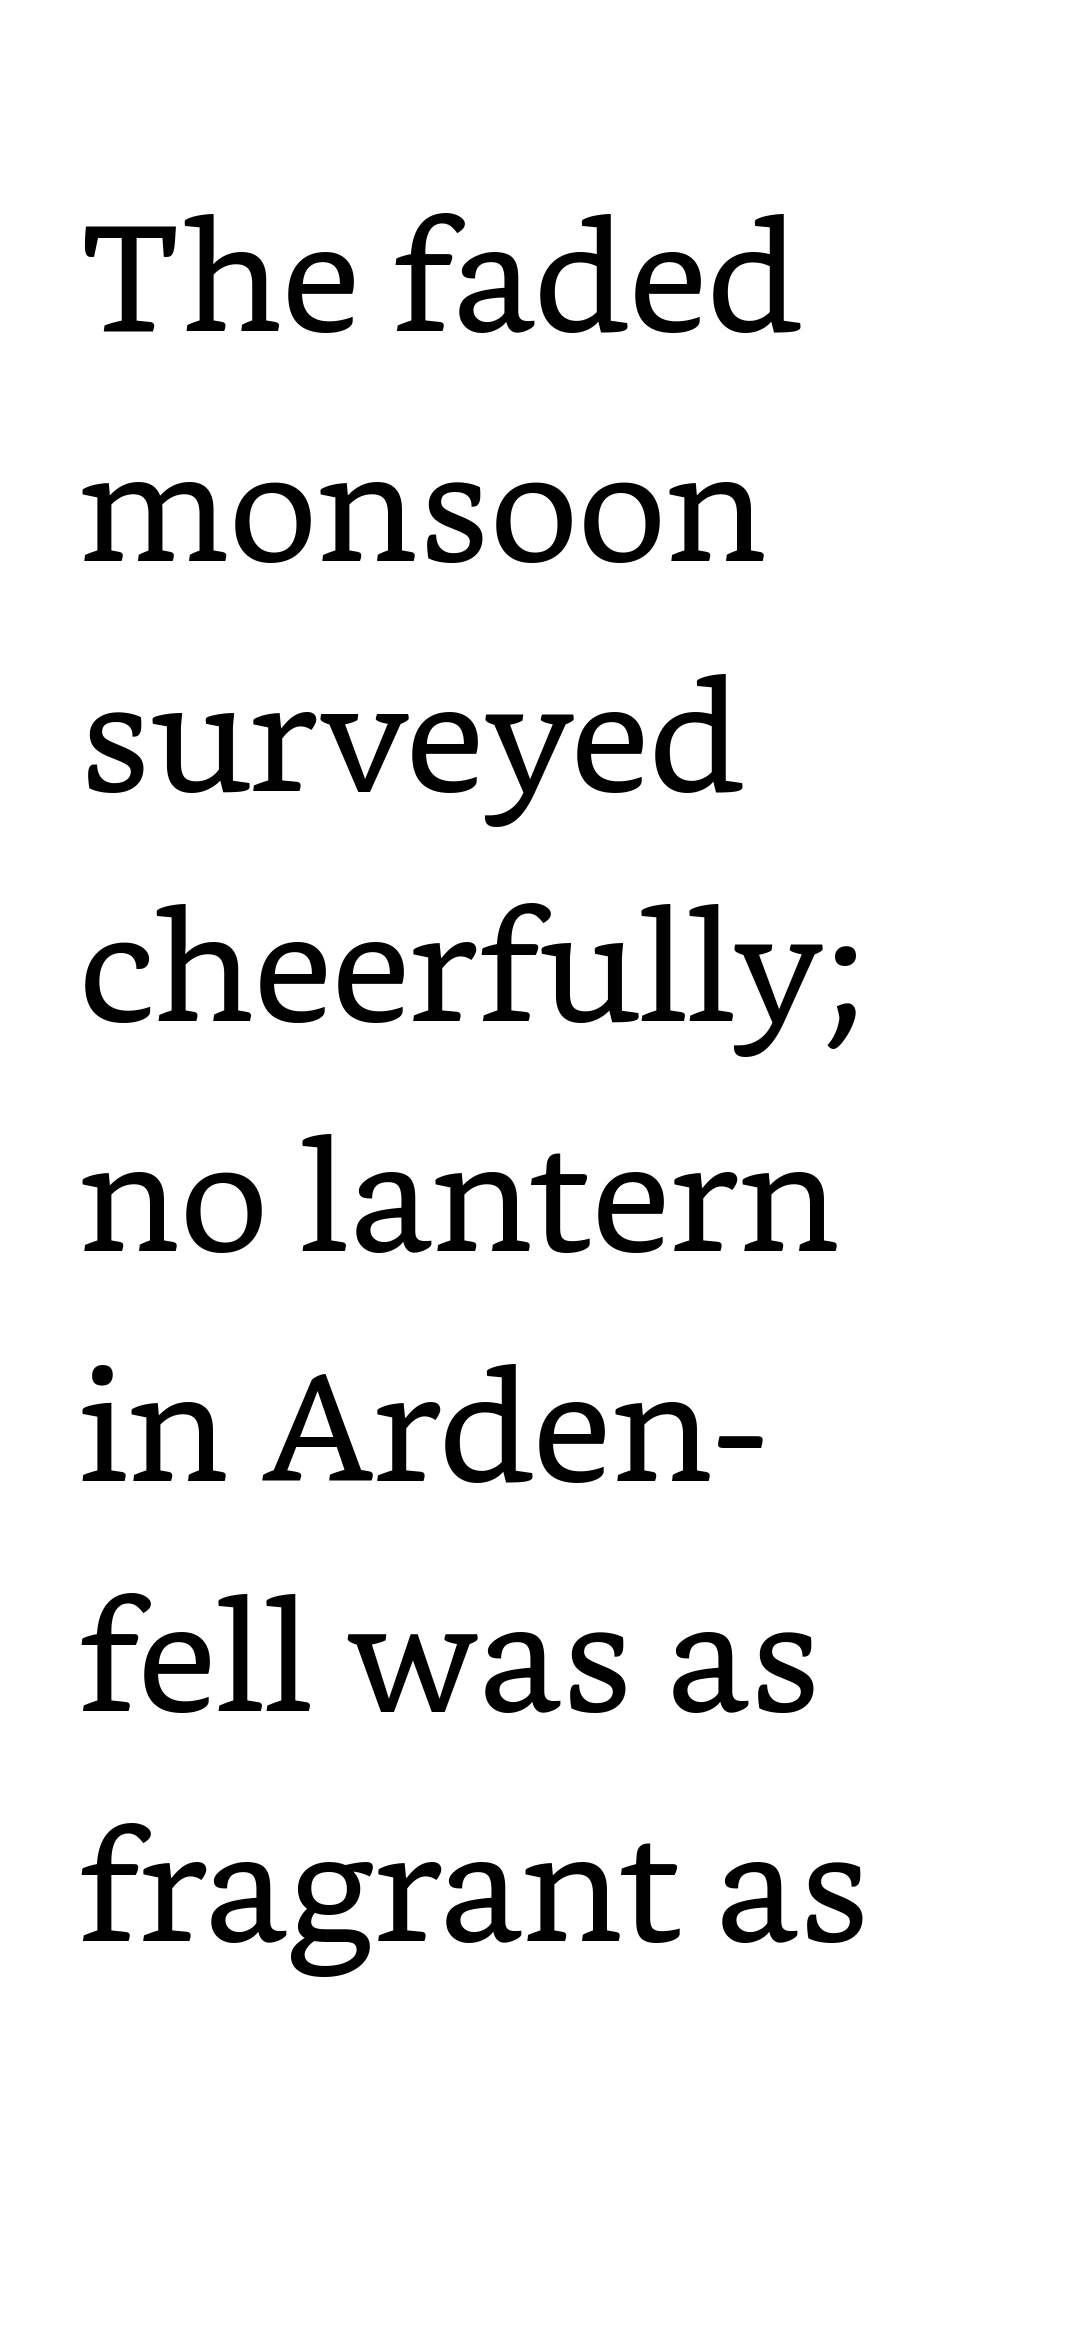 The faded
monsoon
surveyed
cheerfully;
no lantern
in Arden-
fell was as
fragrant as